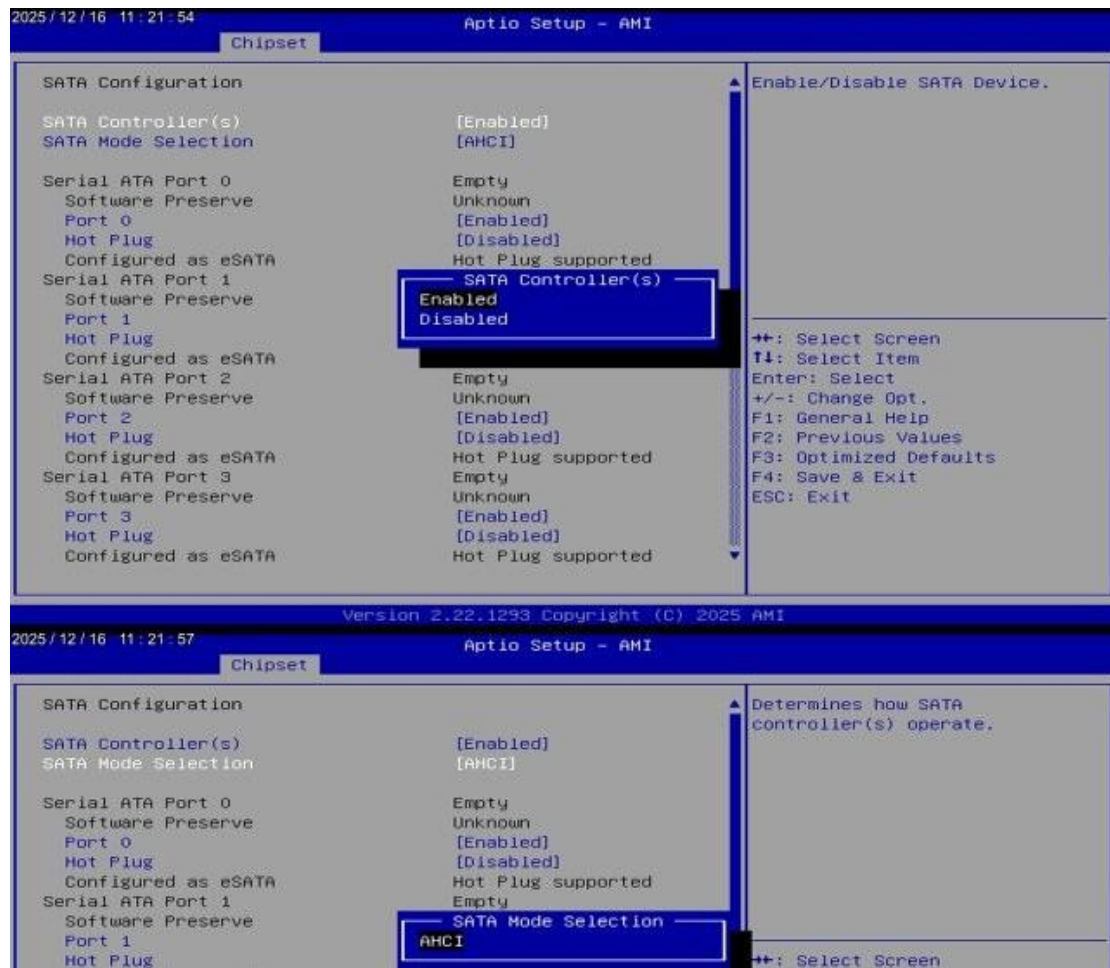 2025/12/16 11:21:54
Aptio Setup - AMI
Chipset
SATA Configuration
SATA Controller(s) [Enabled]
SATA Mode Selection [AHCI]
Serial ATA Port 0 Empty
Software Preserve Unknown
Port 0 [Enabled]
Hot Plug [Disabled]
Configured as eSATA Hot Plug supported
Serial ATA Port 1
Software Preserve
Port 1
Hot Plug
Configured as eSATA
SATA Controller(s)
Enabled
Disabled
Serial ATA Port 2 Empty
Software Preserve Unknown
Port 2 [Enabled]
Hot Plug [Disabled]
Configured as eSATA Hot Plug supported
Serial ATA Port 3 Empty
Software Preserve Unknown
Port 3 [Enabled]
Hot Plug [Disabled]
Configured as eSATA Hot Plug supported
Enable/Disable SATA Device.
→←: Select Screen
↑↓: Select Item
Enter: Select
+/-: Change Opt.
F1: General Help
F2: Previous Values
F3: Optimized Defaults
F4: Save & Exit
ESC: Exit
Version 2.22.1293 Copyright (C) 2025 AMI
2025/12/16 11:21:57
Aptio Setup - AMI
Chipset
SATA Configuration
SATA Controller(s) [Enabled]
SATA Mode Selection [AHCI]
Serial ATA Port 0 Empty
Software Preserve Unknown
Port 0 [Enabled]
Hot Plug [Disabled]
Configured as eSATA Hot Plug supported
Serial ATA Port 1 Empty
Software Preserve
Port 1
Hot Plug
SATA Mode Selection
AHCI
Determines how SATA
controller(s) operate.
→←: Select Screen